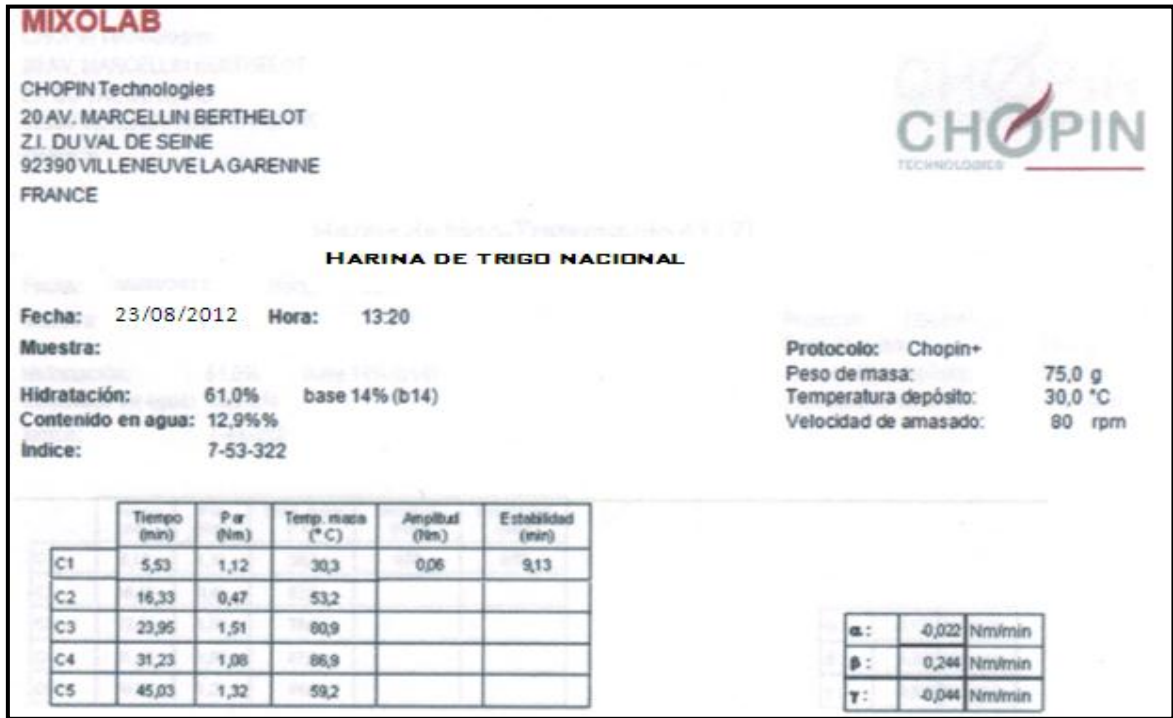 MIXOLAB
CHOPIN Technologies
20 AV. MARCELLIN BERTHELOT
Z.I. DU VAL DE SEINE
92390 VILLENEUVE LA GARENNE
FRANCE
CHOPIN
TECHNOLOGIES
HARINA DE TRIGO NACIONAL
Fecha: 23/08/2012 Hora: 13:20
Muestra:
Protocolo: Chopin+
Peso de masa: 75,0 g
Hidratación: 61,0% base 14% (b14)
Temperatura depósito: 30,0 °C
Contenido en agua: 12,9%%
Velocidad de amasado: 80 rpm
Índice: 7-53-322
Tiempo (min) Par (Nm) Temp. masa (°C) Amplitud (Nm) Estabilidad (min)
C1 5,53 1,12 30,3 0,06 9,13
C2 16,33 0,47 53,2
C3 23,95 1,51 80,9
C4 31,23 1,08 86,9
C5 45,03 1,32 59,2
α: -0,022 Nm/min
β: 0,244 Nm/min
γ: -0,044 Nm/min